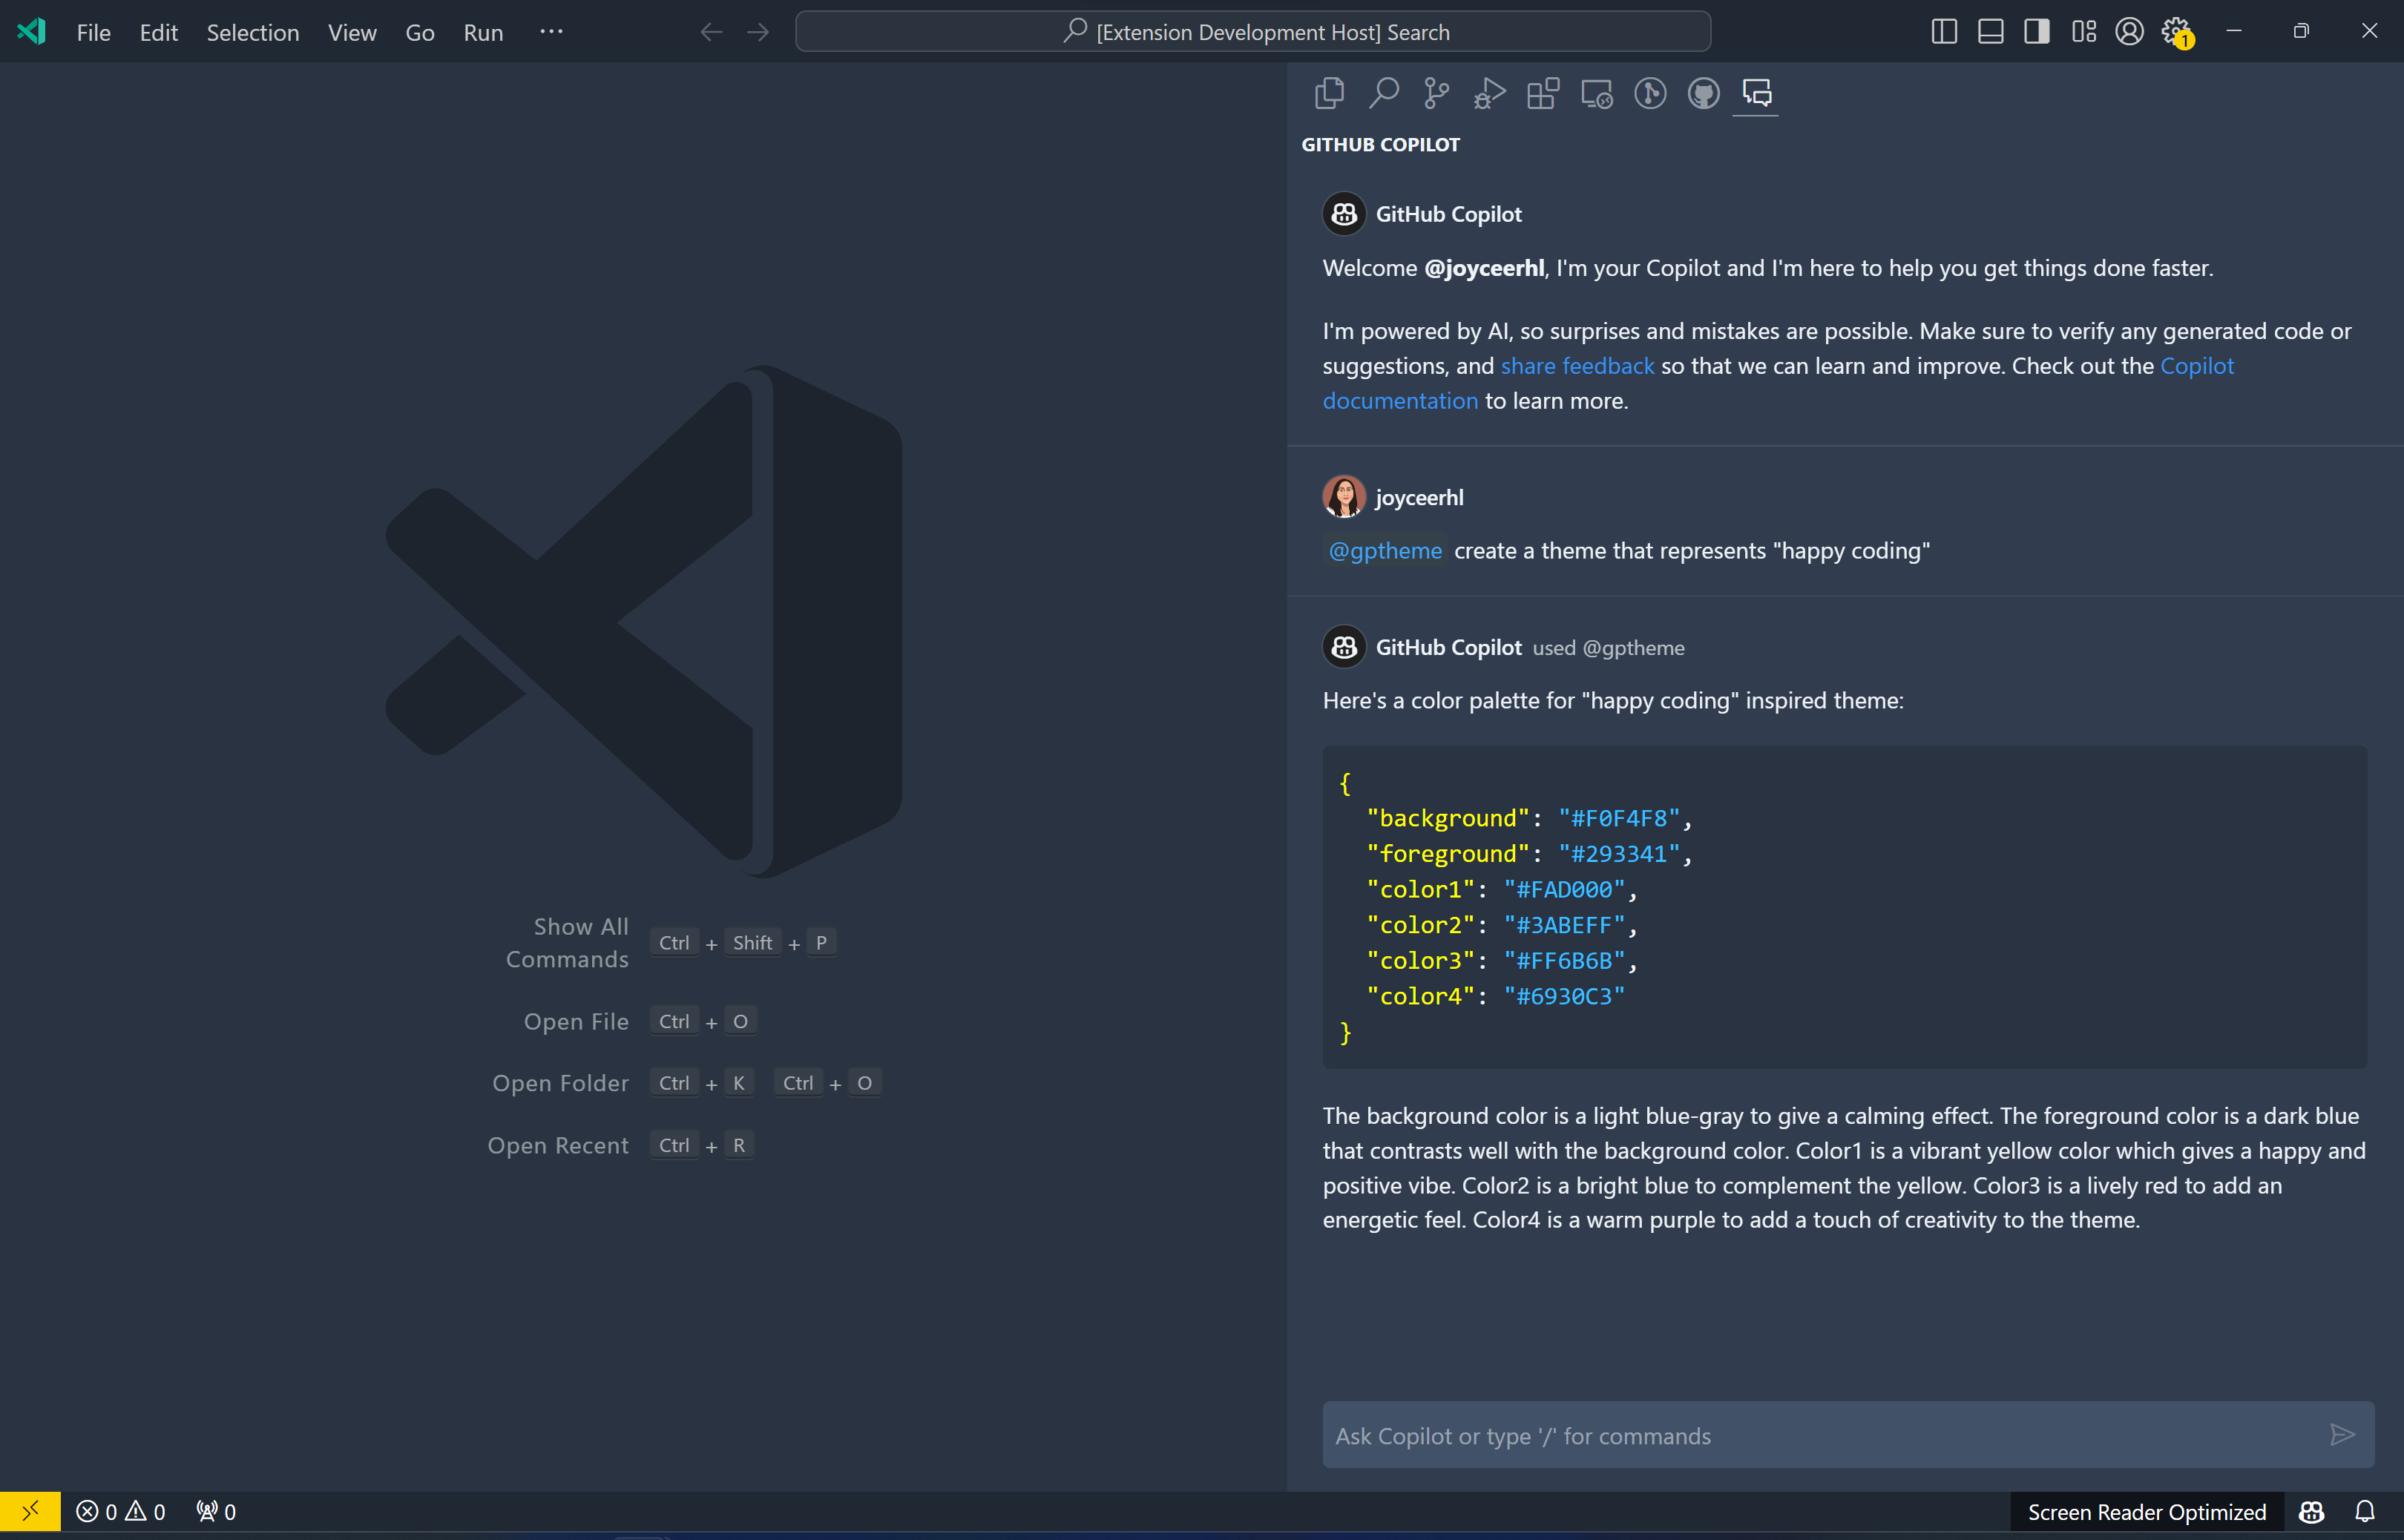 File Edit Selection View Go Run ···
[Extension Development Host] Search
1
GITHUB COPILOT
GitHub Copilot
Welcome @joyceerhl, I'm your Copilot and I'm here to help you get things done faster.
I'm powered by AI, so surprises and mistakes are possible. Make sure to verify any generated code or
suggestions, and share feedback so that we can learn and improve. Check out the Copilot
documentation to learn more.
joyceerhl
@gptheme create a theme that represents "happy coding"
GitHub Copilot used @gptheme
Here's a color palette for "happy coding" inspired theme:
{
"background": "#F0F4F8",
"foreground": "#293341",
"color1": "#FAD000",
"color2": "#3ABEFF",
"color3": "#FF6B6B",
"color4": "#6930C3"
}
The background color is a light blue-gray to give a calming effect. The foreground color is a dark blue
that contrasts well with the background color. Color1 is a vibrant yellow color which gives a happy and
positive vibe. Color2 is a bright blue to complement the yellow. Color3 is a lively red to add an
energetic feel. Color4 is a warm purple to add a touch of creativity to the theme.
Ask Copilot or type '/' for commands
Show All
Commands Ctrl + Shift + P
Open File Ctrl + O
Open Folder Ctrl + K Ctrl + O
Open Recent Ctrl + R
0 0 0
Screen Reader Optimized